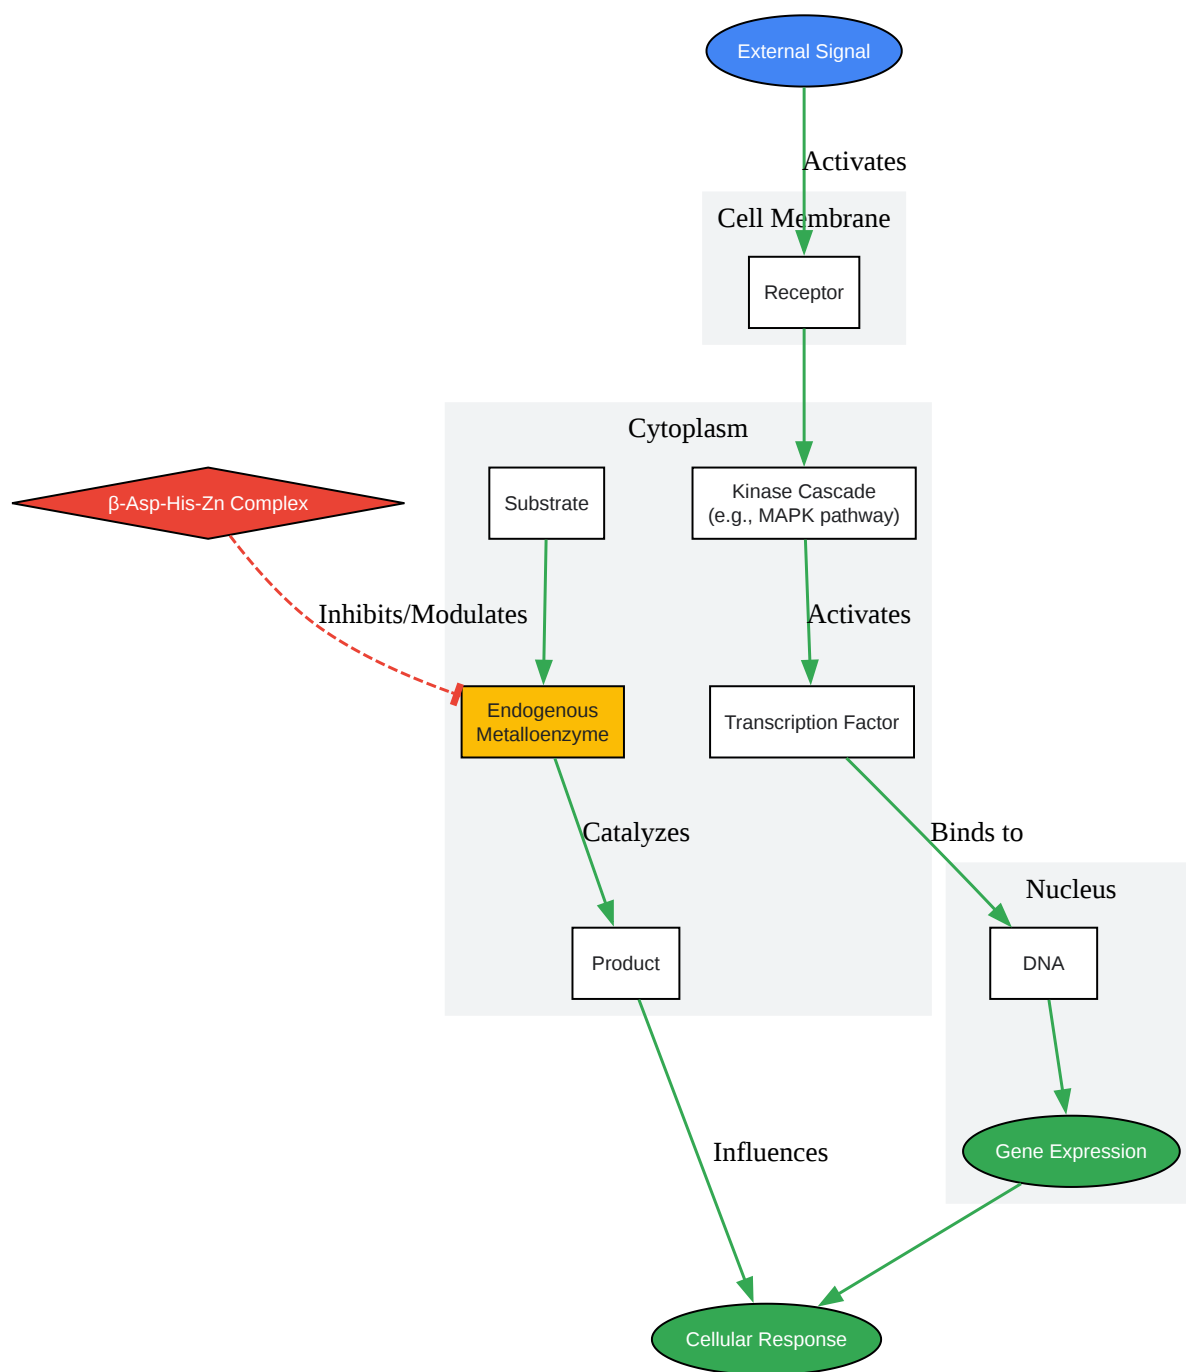 External Signal
Activates
Cell Membrane
Receptor
Cytoplasm
β-Asp-His-Zn Complex
Substrate
Kinase Cascade
(e.g., MAPK pathway)
Inhibits/Modulates
Activates
Endogenous
Metalloenzyme
Transcription Factor
Catalyzes
Binds to
Nucleus
Product
DNA
Influences
Gene Expression
Cellular Response